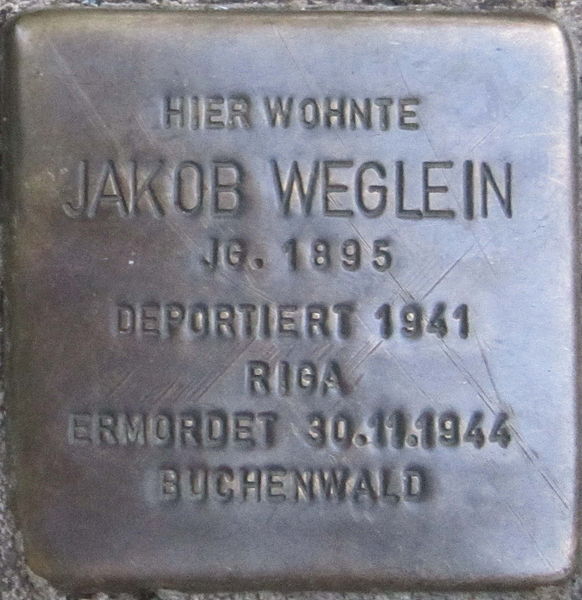 HIER WOHNTE
JAKOB WEGLEIN
JG. 1895
DEPORTIERT 1941
RIGA
ERMORDET 30.11.1944
BUCHENWALD